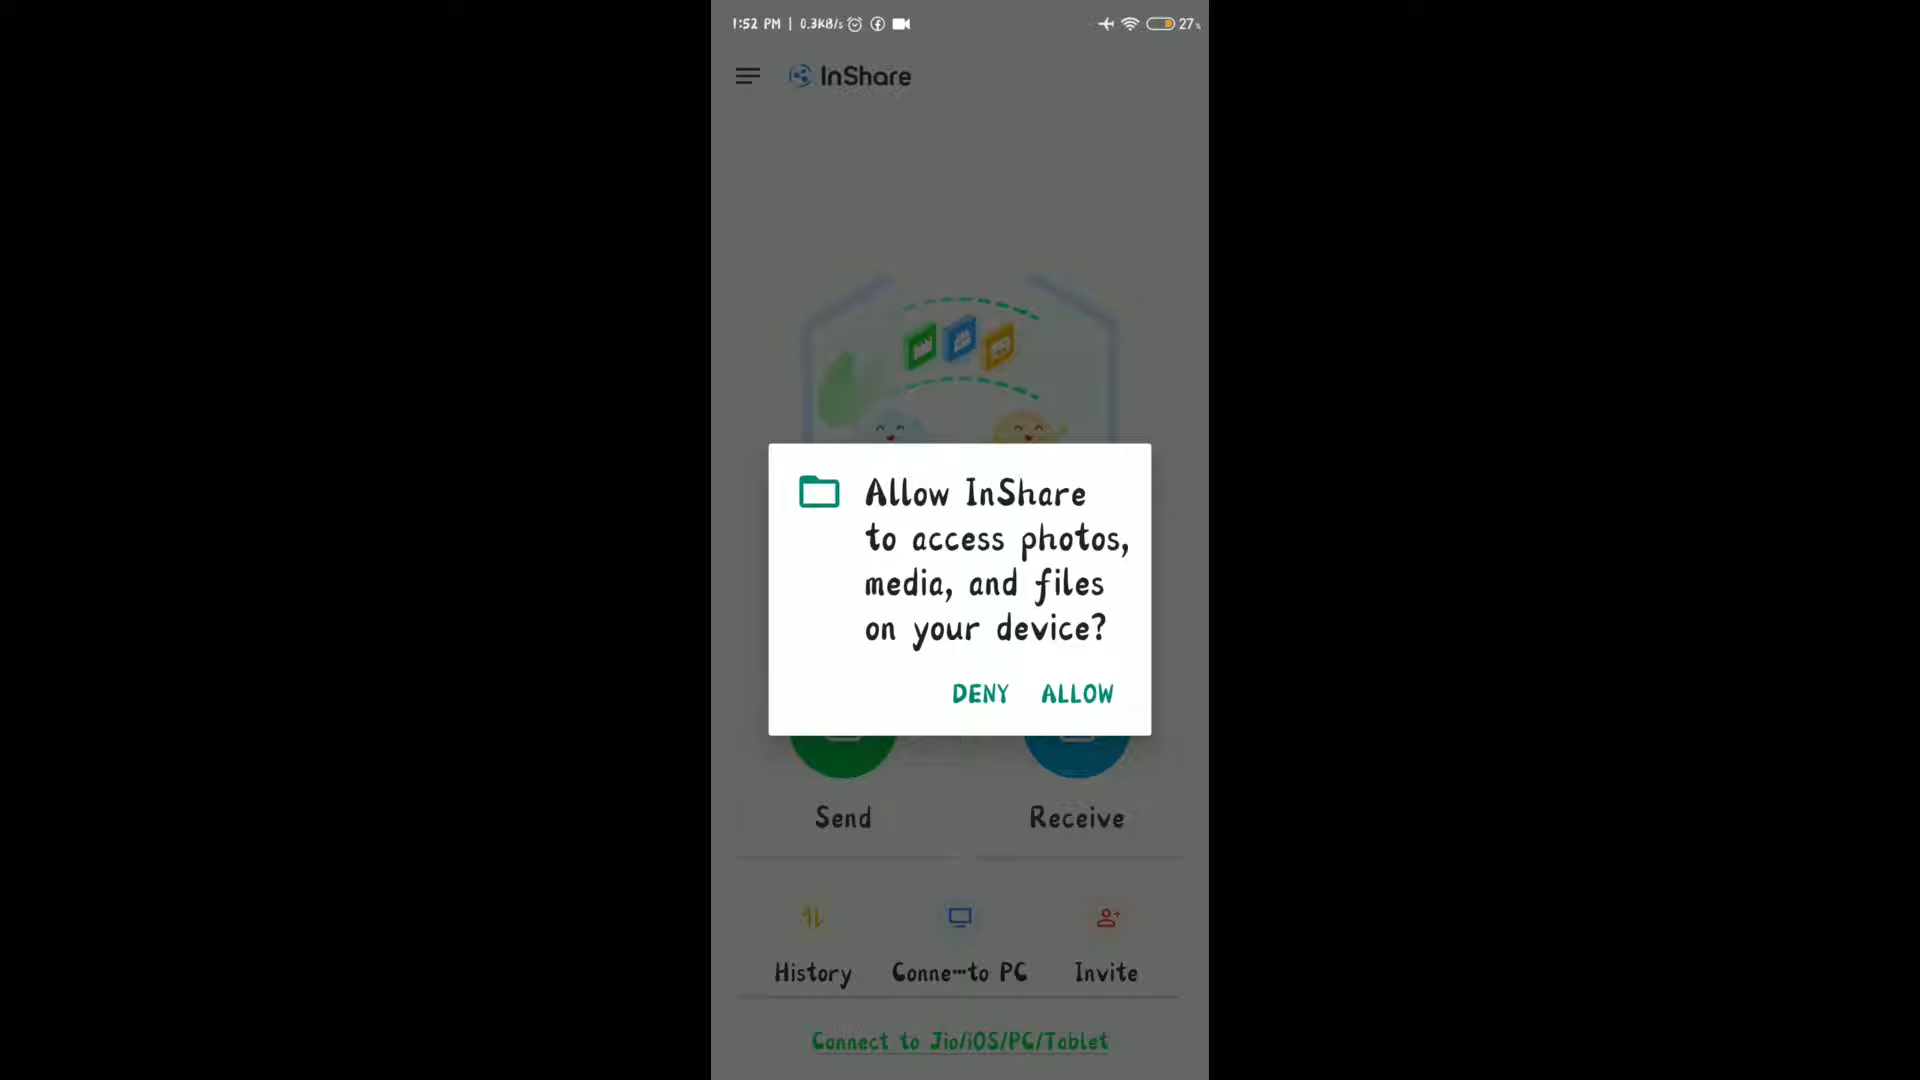 1:52 PM | 0.3KB/s 27%
InShare
Allow InShare
to access photos,
media, and files
on your device?
DENY ALLOW
Send Receive
History Conne…to PC Invite
Connect to Jio/iOS/PC/Tablet